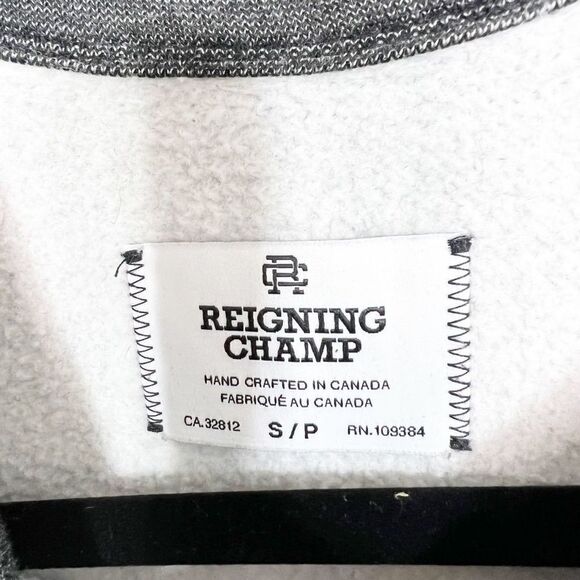 RC
REIGNING
CHAMP
HAND CRAFTED IN CANADA
FABRIQUÉ AU CANADA
CA.32812 S / P RN.109384